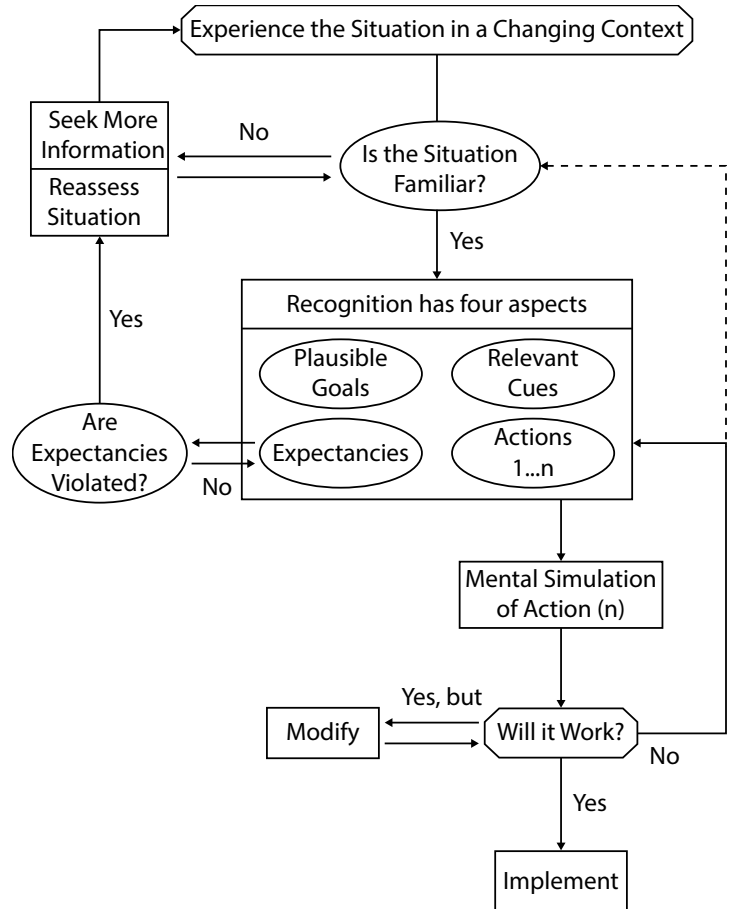 Experience the Situation in a Changing Context
Seek More
Information
Reassess
Situation
No
Is the Situation
Familiar?
Yes
Recognition has four aspects
Plausible
Goals
Relevant
Cues
Expectancies
Actions
1...n
Yes
Are
Expectancies
Violated?
No
Mental Simulation
of Action (n)
Yes, but
Modify
Will it Work?
No
Yes
Implement